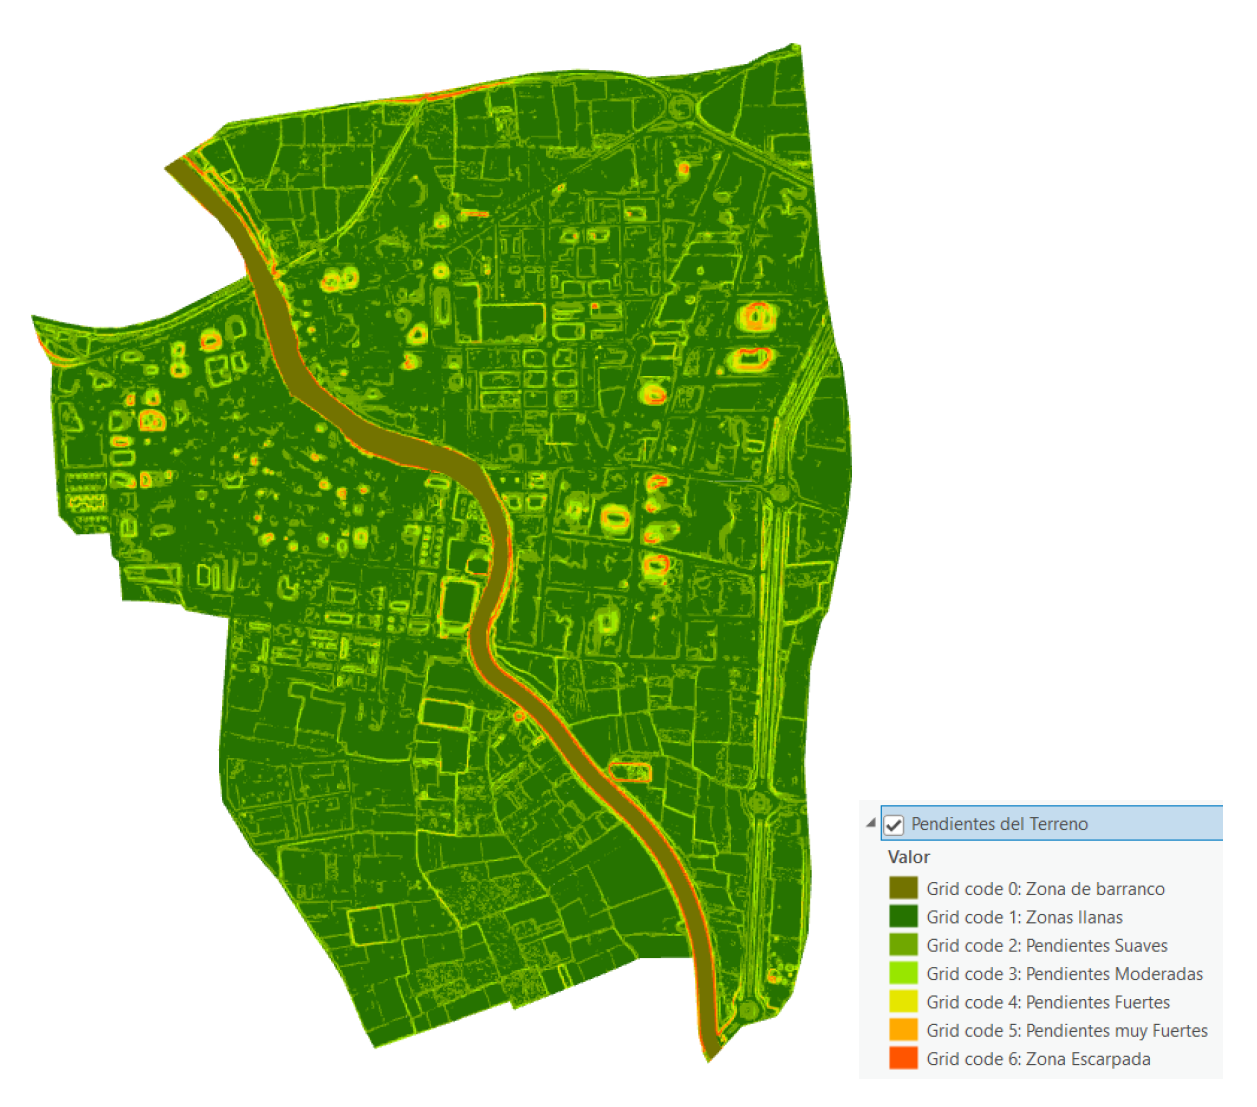 Pendientes del Terreno
Valor
Grid code 0: Zona de barranco
Grid code 1: Zonas llanas
Grid code 2: Pendientes Suaves
Grid code 3: Pendientes Moderadas
Grid code 4: Pendientes Fuertes
Grid code 5: Pendientes muy Fuertes
Grid code 6: Zona Escarpada